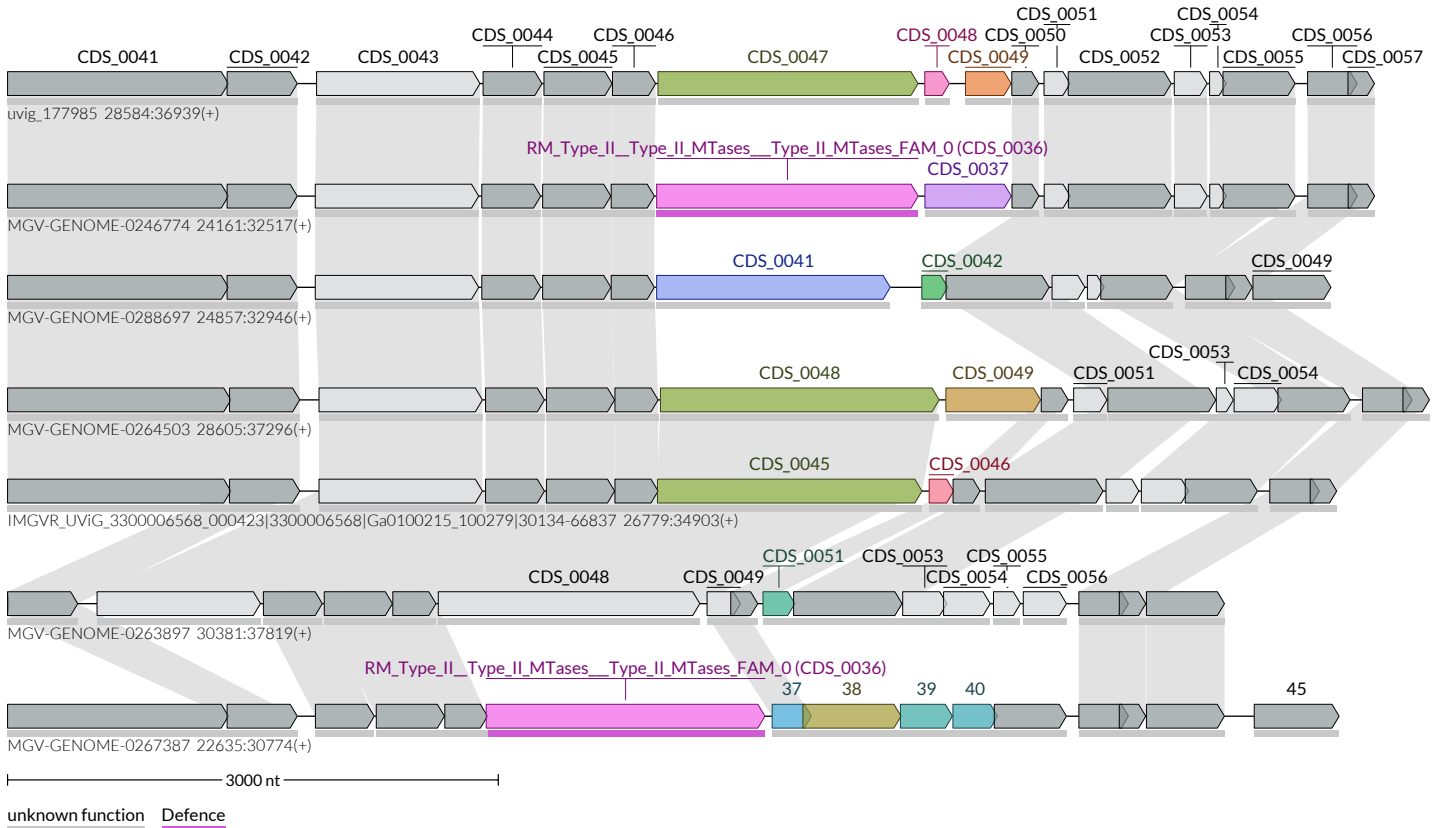 CDS_0051 CDS_0054
CDS_0044 CDS_0046 CDS_0048 CDS_0050 CDS_0053 CDS_0056
CDS_0041 CDS_0042 CDS_0043 CDS_0045 CDS_0047 CDS_0049 CDS_0052 CDS_0055 CDS_0057
uvig_177985 28584:36939(+)
RM_Type_II__Type_II_MTases___Type_II_MTases_FAM_0 (CDS_0036)
CDS_0037
MGV-GENOME-0246774 24161:32517(+)
CDS_0041 CDS_0042 CDS_0049
MGV-GENOME-0288697 24857:32946(+)
CDS_0053
CDS_0048 CDS_0049 CDS_0051 CDS_0054
MGV-GENOME-0264503 28605:37296(+)
CDS_0045 CDS_0046
IMGVR_UViG_3300006568_000423|3300006568|Ga0100215_100279|30134-66837 26779:34903(+)
CDS_0051 CDS_0053 CDS_0055
CDS_0048 CDS_0049 CDS_0054 CDS_0056
MGV-GENOME-0263897 30381:37819(+)
RM_Type_II__Type_II_MTases___Type_II_MTases_FAM_0 (CDS_0036)
37 38 39 40 45
MGV-GENOME-0267387 22635:30774(+)
3000 nt
unknown function Defence